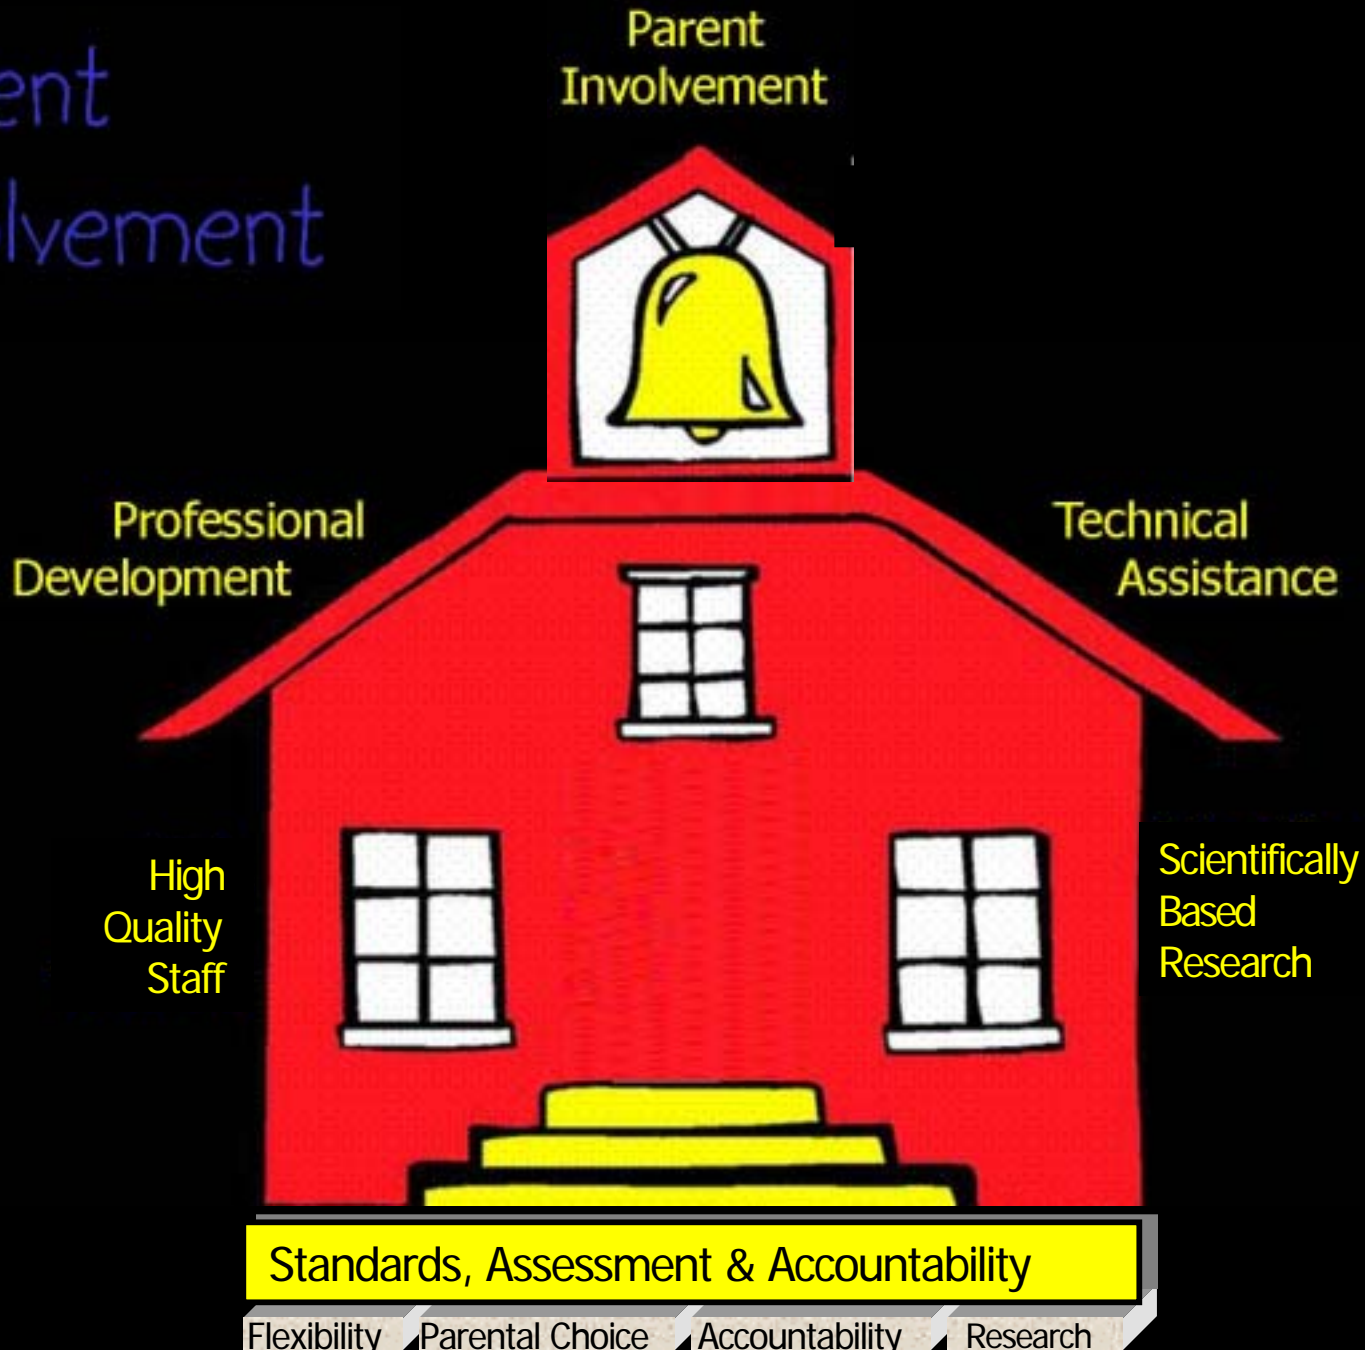 Parent
Involvement
ent
lvement
Professional
Development
Technical
Assistance
High
Quality
Staff
Scientifically
Based
Research
Standards, Assessment & Accountability
Flexibility
Parental Choice
Accountability
Research